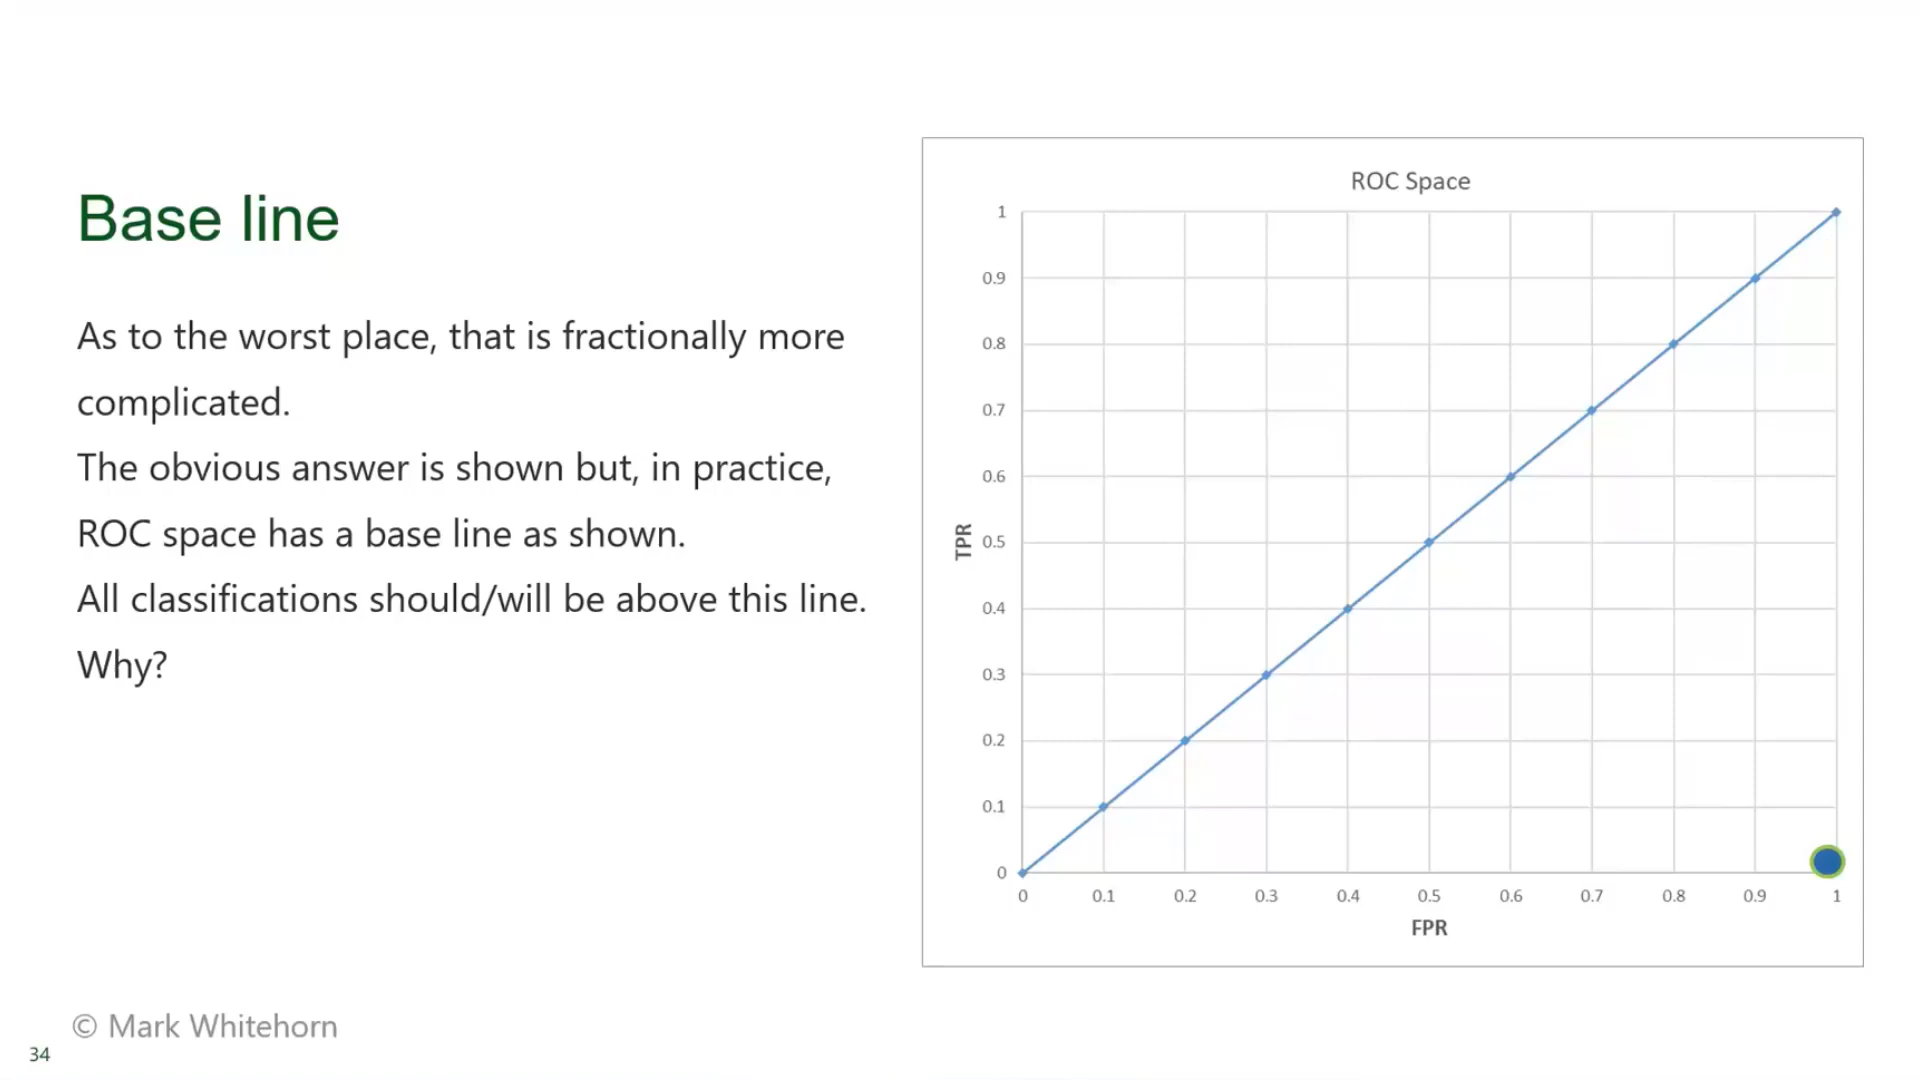 Base line
As to the worst place, that is fractionally more
complicated.
The obvious answer is shown but, in practice,
ROC space has a base line as shown.
All classifications should/will be above this line.
Why?
ROC Space
1
0.9
0.8
0.7
0.6
0.5
0.4
0.3
0.2
0.1
0
TPR
0 0.1 0.2 0.3 0.4 0.5 0.6 0.7 0.8 0.9 1
FPR
© Mark Whitehorn
34